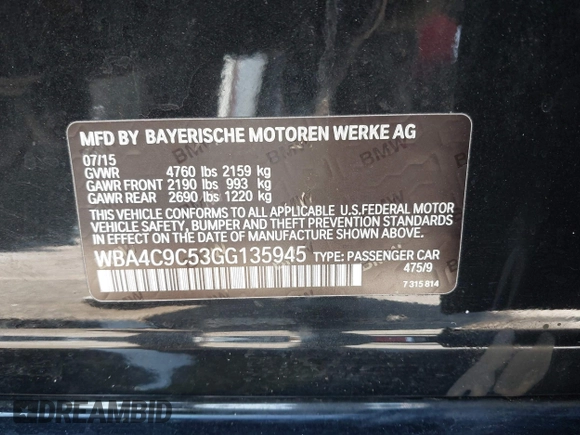 MFD BY BAYERISCHE MOTOREN WERKE AG
07/15
GVWR 4760 lbs 2159 kg
GAWR FRONT 2190 lbs 993 kg
GAWR REAR 2690 lbs 1220 kg
THIS VEHICLE CONFORMS TO ALL APPLICABLE U.S.FEDERAL MOTOR
VEHICLE SAFETY, BUMPER AND THEFT PREVENTION STANDARDS
IN EFFECT ON THE DATE OF MANUFACTURE SHOWN ABOVE.
WBA4C9C53GG135945 TYPE: PASSENGER CAR
475/9
7 315 814
DREAMBID